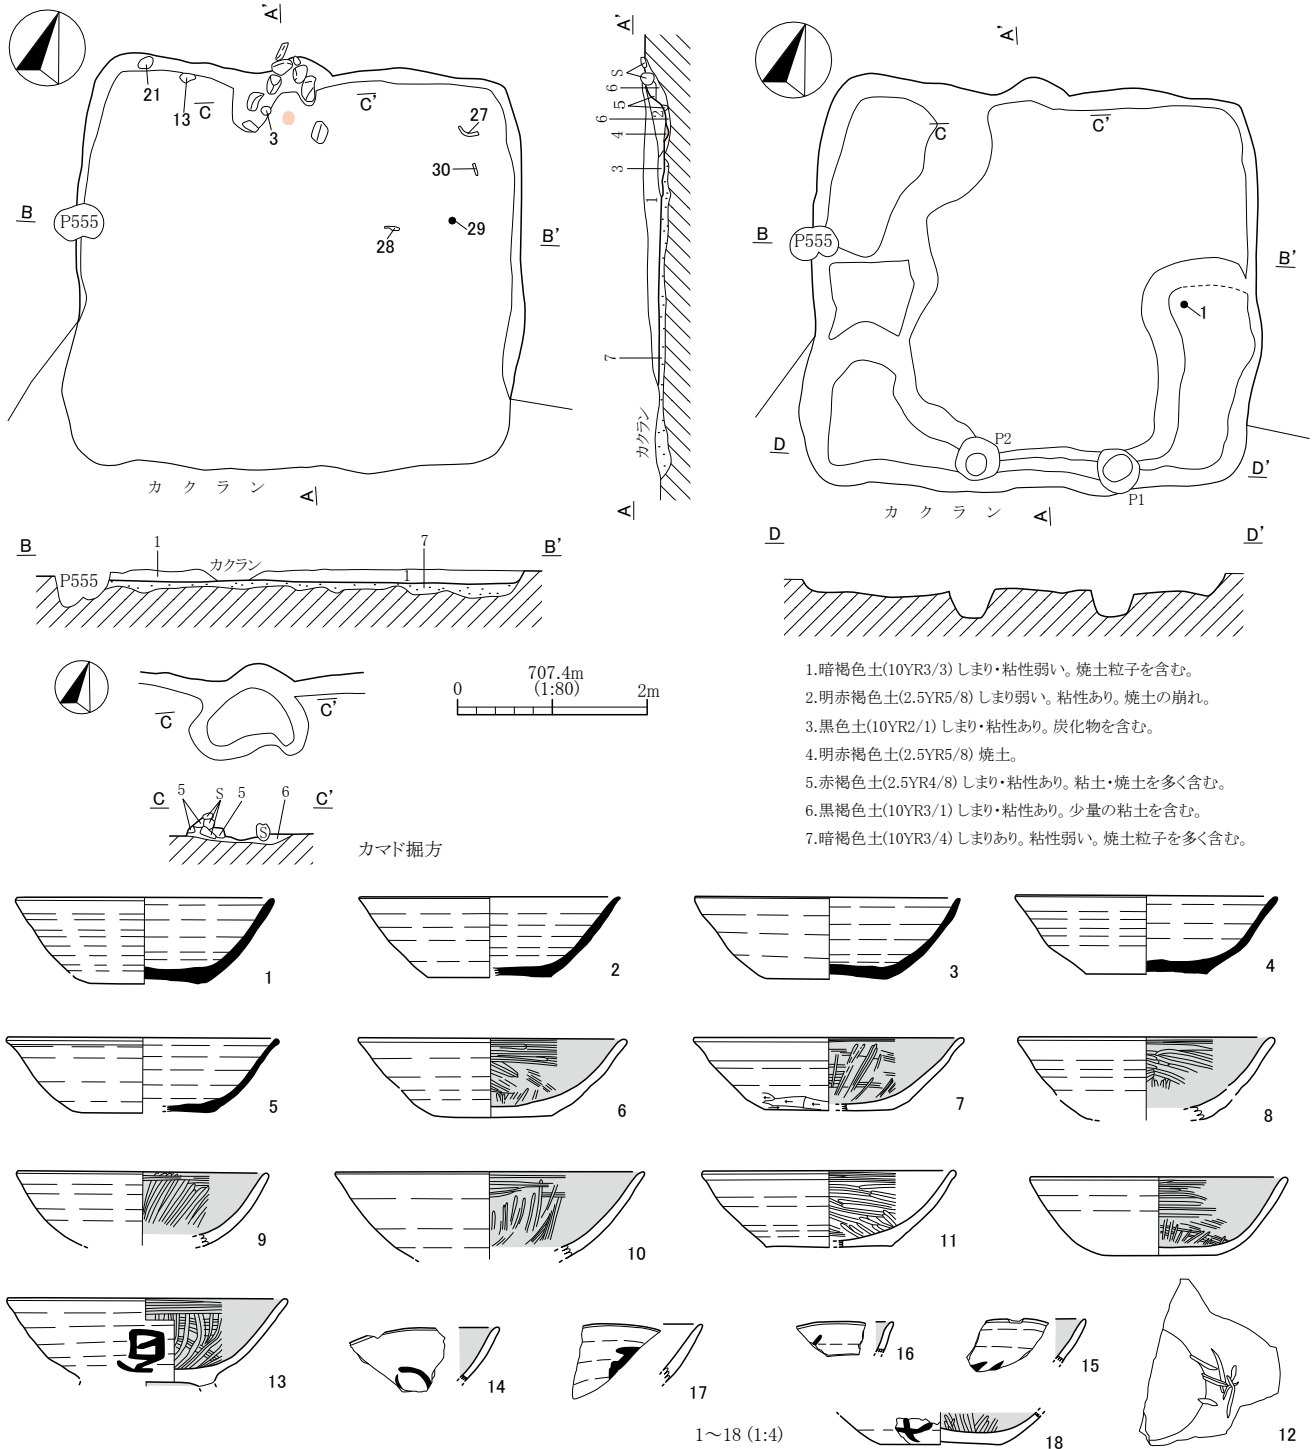 A'
21
13
C
C'
3
27
30
29
28
B
P555
B'
カクラン
A
A'
S
6
5
2
6
4
3
1
7
カクラン
A
A'
C
C'
B
P555
B'
1
D
P2
P1
D'
カクラン
A
B
P555
1
カクラン
1
7
B'
D
D'
C
C'
707.4m
(1:80)
0
2m
C
5
S
5
S
6
C'
カマド掘方
1.暗褐色土(10YR3/3) しまり・粘性弱い。焼土粒子を含む。
2.明赤褐色土(2.5YR5/8) しまり弱い。粘性あり。焼土の崩れ。
3.黒色土(10YR2/1) しまり・粘性あり。炭化物を含む。
4.明赤褐色土(2.5YR5/8) 焼土。
5.赤褐色土(2.5YR4/8) しまり・粘性あり。粘土・焼土を多く含む。
6.黒褐色土(10YR3/1) しまり・粘性あり。少量の粘土を含む。
7.暗褐色土(10YR3/4) しまりあり。粘性弱い。焼土粒子を多く含む。
1
2
3
4
5
6
7
8
9
10
11
13
14
17
16
15
12
18
1～18 (1:4)